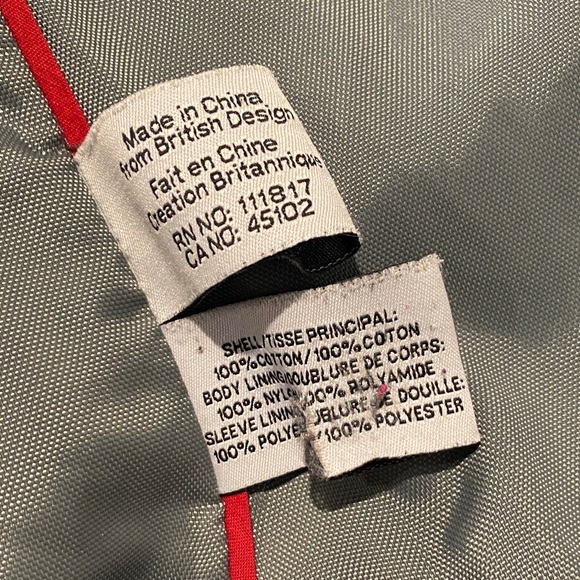 Made in China
from British Design
Fait en Chine
Creation Britannique
RN NO: 111817
CA NO: 45102
SHELL/TISSE PRINCIPAL:
100% COTTON/100% COTON
BODY LINING/DOUBLURE DE CORPS:
100% NYLON 100% POLYAMIDE
SLEEVE LINING OUBLURE DE DOUILLE:
100% POLYE /100% POLYESTER